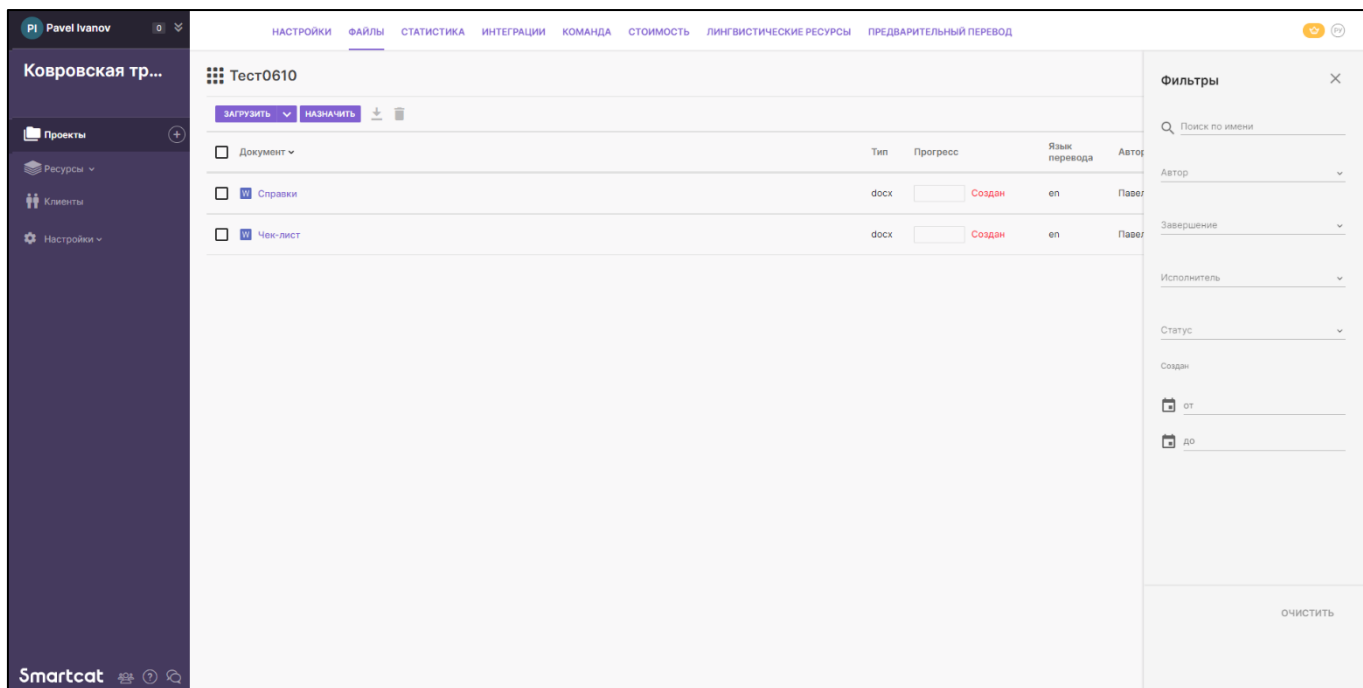 PI Pavel Ivanov 0
НАСТРОЙКИ ФАЙЛЫ СТАТИСТИКА ИНТЕГРАЦИИ КОМАНДА СТОИМОСТЬ ЛИНГВИСТИЧЕСКИЕ РЕСУРСЫ ПРЕДВАРИТЕЛЬНЫЙ ПЕРЕВОД
РУ
Ковровская тр...
Проекты
Ресурсы
Клиенты
Настройки
Smartcat
Тест0610
ЗАГРУЗИТЬ НАЗНАЧИТЬ
Документ Тип Прогресс Язык перевода Автор
W Справки docx Создан en Павел
W Чек-лист docx Создан en Павел
Фильтры
Поиск по имени
Автор
Завершение
Исполнитель
Статус
Создан
от
до
ОЧИСТИТЬ